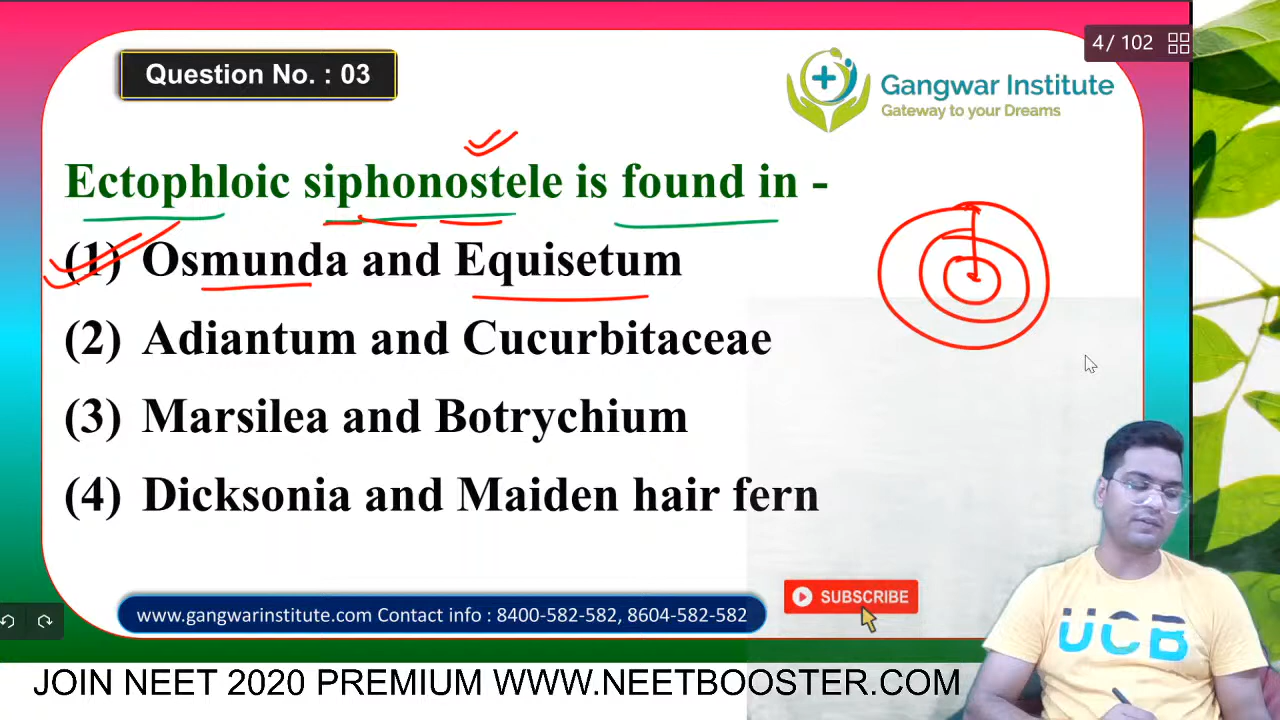 4 / 102
Question No. : 03
Gangwar Institute
Gateway to your Dreams
Ectophloic siphonostele is found in -
(1) Osmunda and Equisetum
(2) Adiantum and Cucurbitaceae
(3) Marsilea and Botrychium
(4) Dicksonia and Maiden hair fern
SUBSCRIBE
www.gangwarinstitute.com Contact info : 8400-582-582, 8604-582-582
UCB
JOIN NEET 2020 PREMIUM WWW.NEETBOOSTER.COM